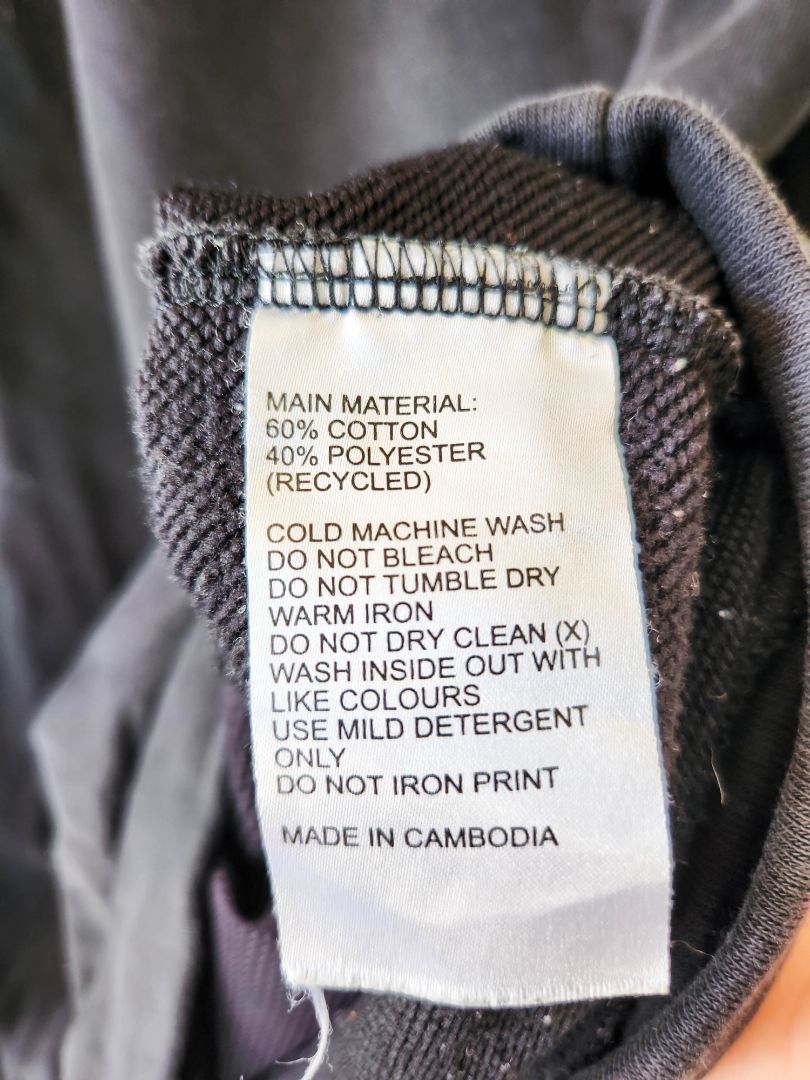 MAIN MATERIAL:
60% COTTON
40% POLYESTER
(RECYCLED)
COLD MACHINE WASH
DO NOT BLEACH
DO NOT TUMBLE DRY
WARM IRON
DO NOT DRY CLEAN (X)
WASH INSIDE OUT WITH
LIKE COLOURS
USE MILD DETERGENT
ONLY
DO NOT IRON PRINT
MADE IN CAMBODIA